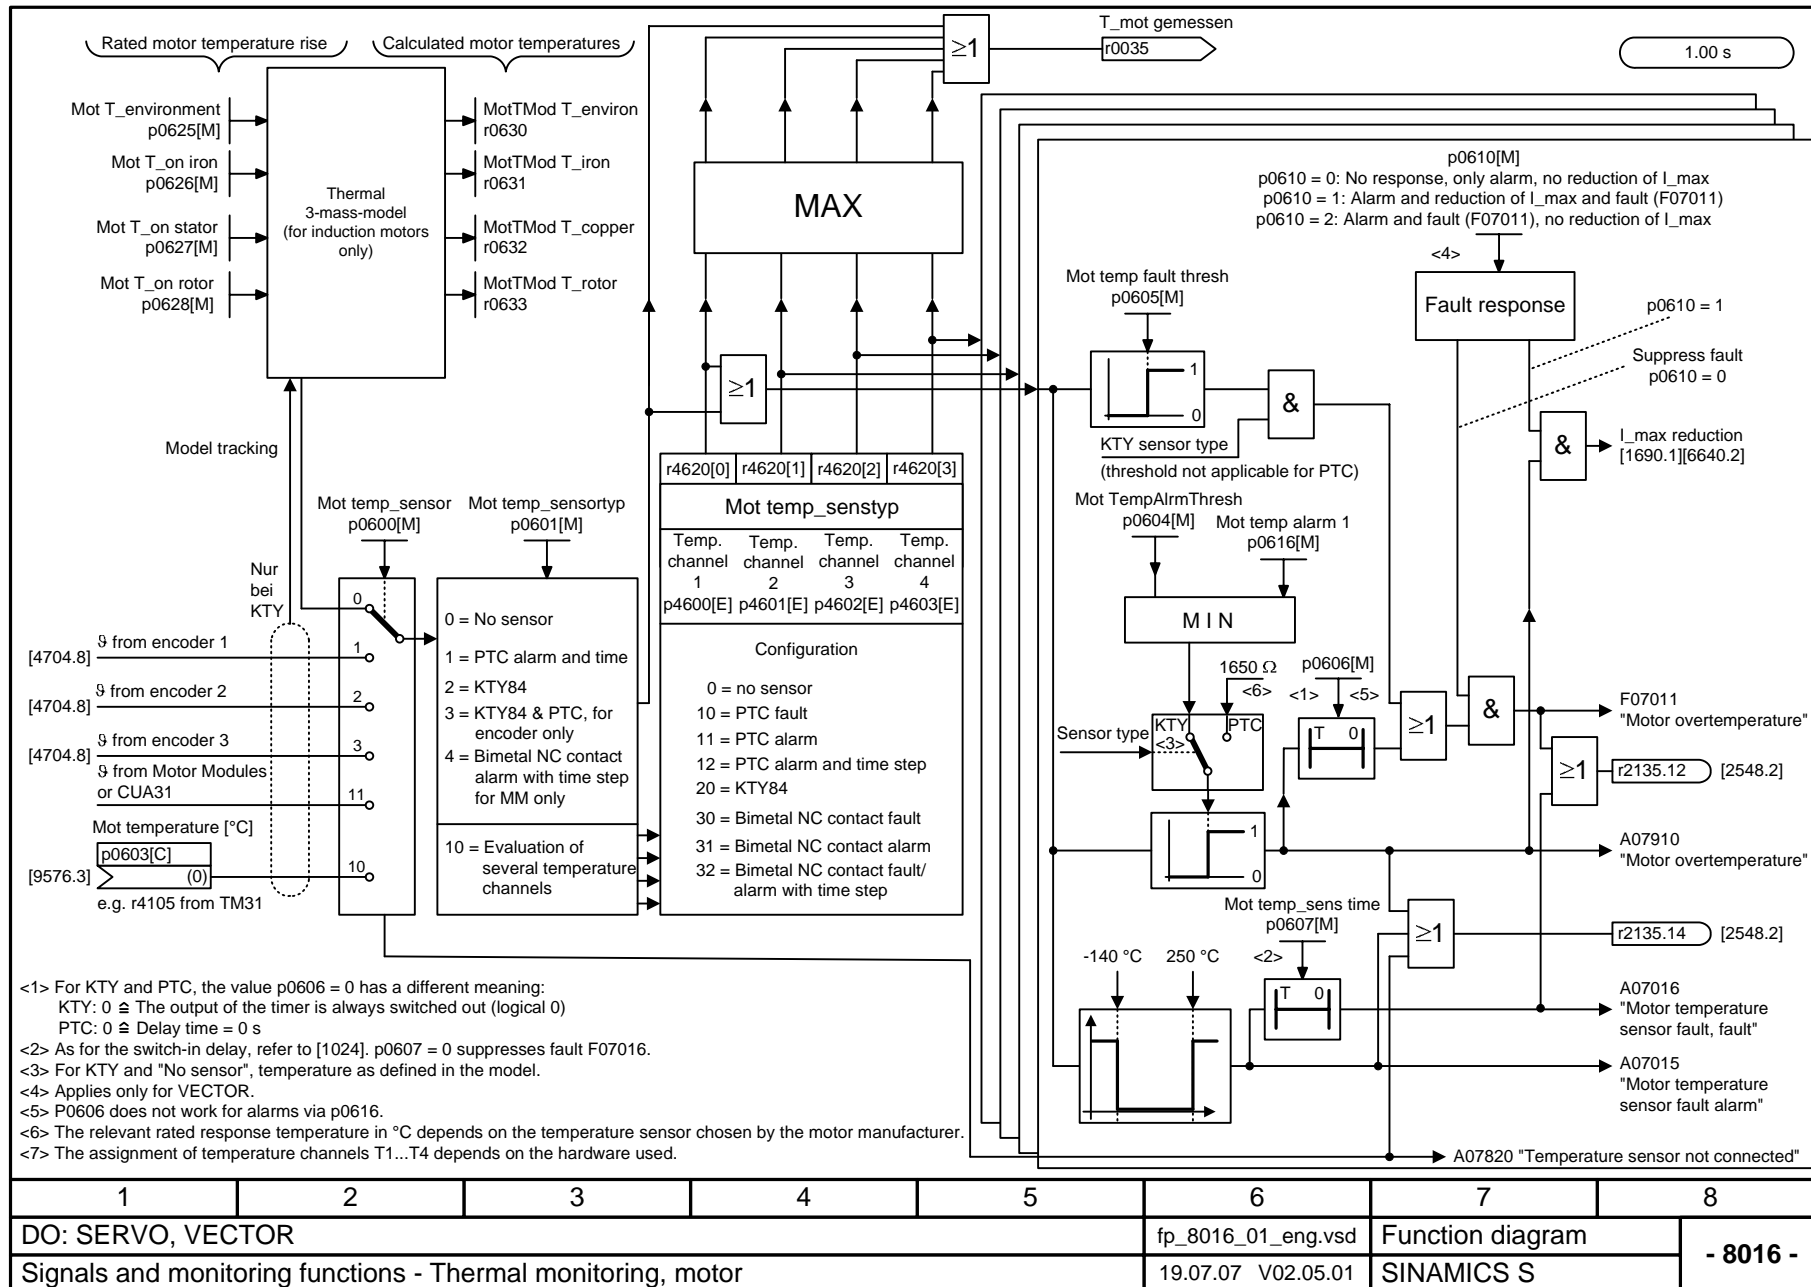 Rated motor temperature rise
Calculated motor temperatures
T_mot gemessen
r0035
≥1
1.00 s
Mot T_environment
p0625[M]
Mot T_on iron
p0626[M]
Mot T_on stator
p0627[M]
Mot T_on rotor
p0628[M]
Thermal
3-mass-model
(for induction motors
only)
MotTMod T_environ
r0630
MotTMod T_iron
r0631
MotTMod T_copper
r0632
MotTMod T_rotor
r0633
MAX
≥1
p0610[M]
p0610 = 0: No response, only alarm, no reduction of I_max
p0610 = 1: Alarm and reduction of I_max and fault (F07011)
p0610 = 2: Alarm and fault (F07011), no reduction of I_max
<4>
Fault response
p0610 = 1
Suppress fault
p0610 = 0
Mot temp fault thresh
p0605[M]
1
0
&
KTY sensor type
(threshold not applicable for PTC)
&
I_max reduction
[1690.1][6640.2]
Model tracking
Mot temp_sensor
p0600[M]
Mot temp_sensortyp
p0601[M]
Nur
bei
KTY
r4620[0] r4620[1] r4620[2] r4620[3]
Mot temp_senstyp
Temp. Temp. Temp. Temp.
channel channel channel channel
1 2 3 4
p4600[E] p4601[E] p4602[E] p4603[E]
Configuration
0 = no sensor
10 = PTC fault
11 = PTC alarm
12 = PTC alarm and time step
20 = KTY84
30 = Bimetal NC contact fault
31 = Bimetal NC contact alarm
32 = Bimetal NC contact fault/
alarm with time step
0
1
2
3
11
10
0 = No sensor
1 = PTC alarm and time
2 = KTY84
3 = KTY84 & PTC, for
encoder only
4 = Bimetal NC contact
alarm with time step
for MM only
10 = Evaluation of
several temperature
channels
[4704.8] ϑ from encoder 1
[4704.8] ϑ from encoder 2
[4704.8] ϑ from encoder 3
ϑ from Motor Modules
or CUA31
Mot temperature [°C]
p0603[C]
[9576.3] (0)
e.g. r4105 from TM31
Mot TempAlrmThresh
p0604[M]
Mot temp alarm 1
p0616[M]
M I N
1650 Ω
<6>
Sensor type
KTY PTC
<3>
p0606[M]
<1> <5>
T 0
≥1
&
F07011
"Motor overtemperature"
≥1
r2135.12 [2548.2]
1
0
A07910
"Motor overtemperature"
Mot temp_sens time
p0607[M]
<2>
T 0
≥1
r2135.14 [2548.2]
-140 °C 250 °C
A07016
"Motor temperature
sensor fault, fault"
A07015
"Motor temperature
sensor fault alarm"
A07820 "Temperature sensor not connected"
<1> For KTY and PTC, the value p0606 = 0 has a different meaning:
KTY: 0 ≙ The output of the timer is always switched out (logical 0)
PTC: 0 ≙ Delay time = 0 s
<2> As for the switch-in delay, refer to [1024]. p0607 = 0 suppresses fault F07016.
<3> For KTY and "No sensor", temperature as defined in the model.
<4> Applies only for VECTOR.
<5> P0606 does not work for alarms via p0616.
<6> The relevant rated response temperature in °C depends on the temperature sensor chosen by the motor manufacturer.
<7> The assignment of temperature channels T1...T4 depends on the hardware used.
1 2 3 4 5 6 7 8
DO: SERVO, VECTOR
fp_8016_01_eng.vsd
Function diagram
- 8016 -
Signals and monitoring functions - Thermal monitoring, motor
19.07.07 V02.05.01
SINAMICS S